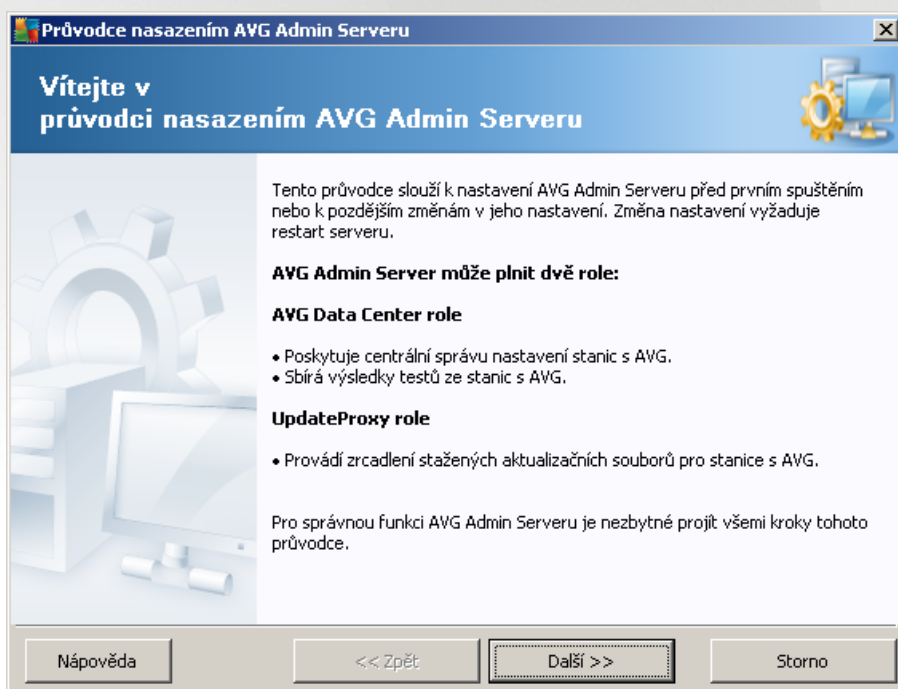 Průvodce nasazením AVG Admin Serveru
Vítejte v
průvodci nasazením AVG Admin Serveru
Tento průvodce slouží k nastavení AVG Admin Serveru před prvním spuštěním
nebo k pozdějším změnám v jeho nastavení. Změna nastavení vyžaduje
restart serveru.
AVG Admin Server může plnit dvě role:
AVG Data Center role
• Poskytuje centrální správu nastavení stanic s AVG.
• Sbírá výsledky testů ze stanic s AVG.
UpdateProxy role
• Provádí zrcadlení stažených aktualizačních souborů pro stanice s AVG.
Pro správnou funkci AVG Admin Serveru je nezbytné projít všemi kroky tohoto
průvodce.
Nápověda
<< Zpět
Další >>
Storno